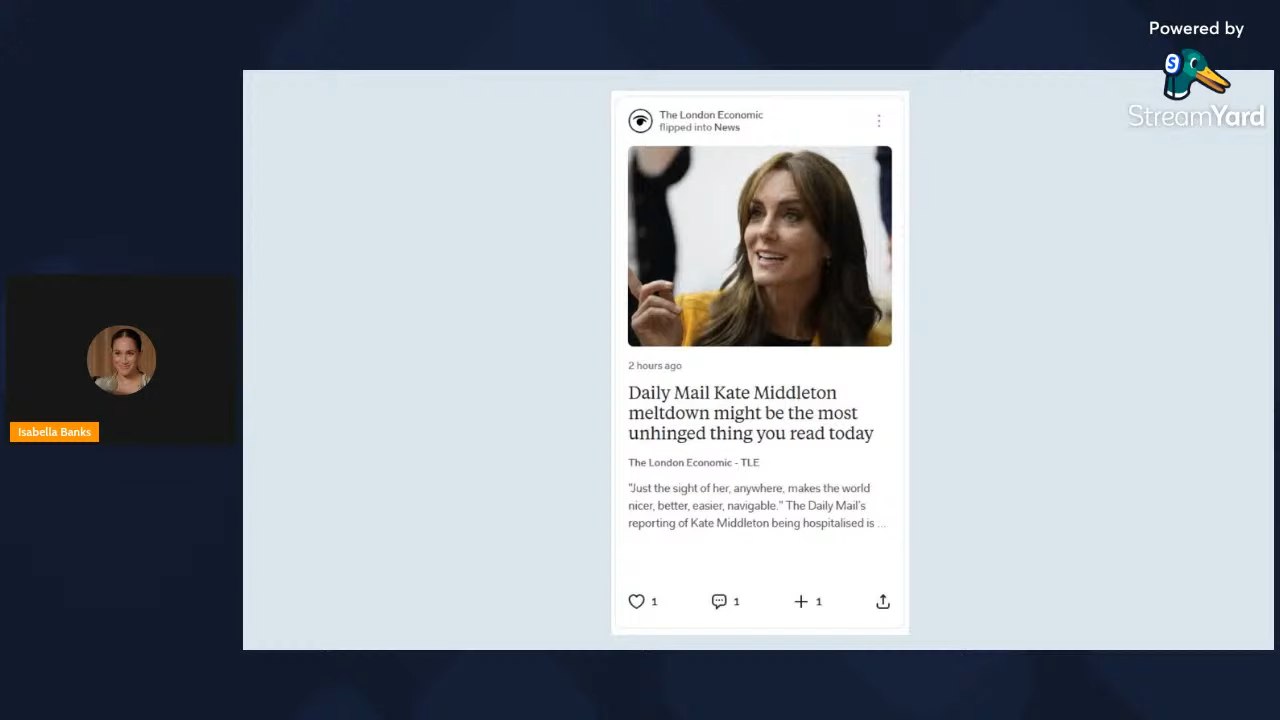 Powered by
StreamYard
The London Economic
flipped into News
2 hours ago
Daily Mail Kate Middleton
meltdown might be the most
unhinged thing you read today
The London Economic - TLE
"Just the sight of her, anywhere, makes the world
nicer, better, easier, navigable." The Daily Mail's
reporting of Kate Middleton being hospitalised is ...
1
1
1
Isabella Banks